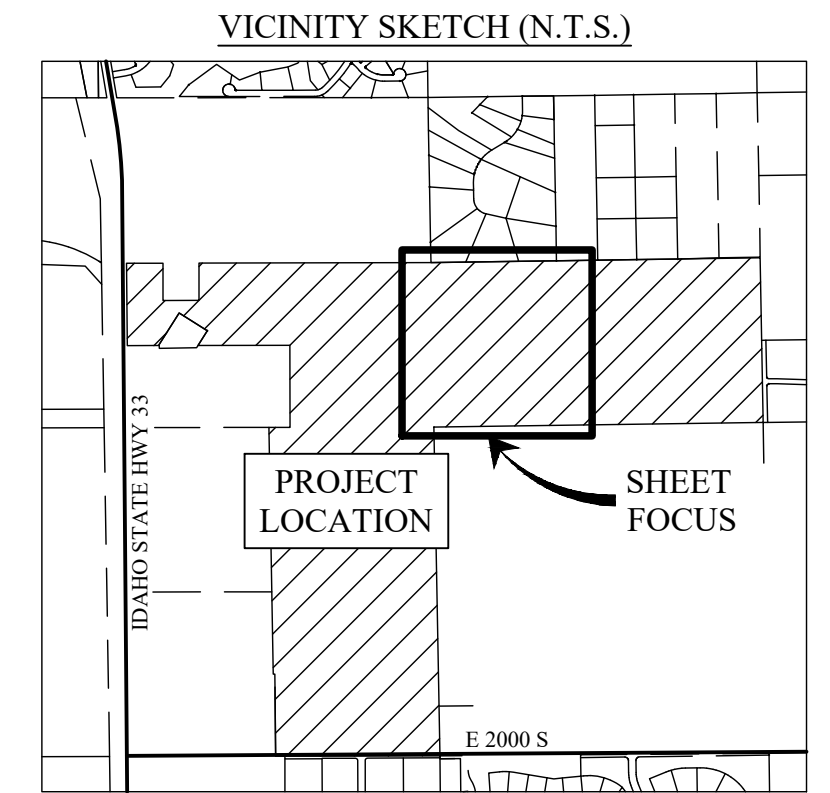 VICINITY SKETCH (N.T.S.)
IDAHO STATE HWY 33
PROJECT
LOCATION
SHEET
FOCUS
E 2000 S